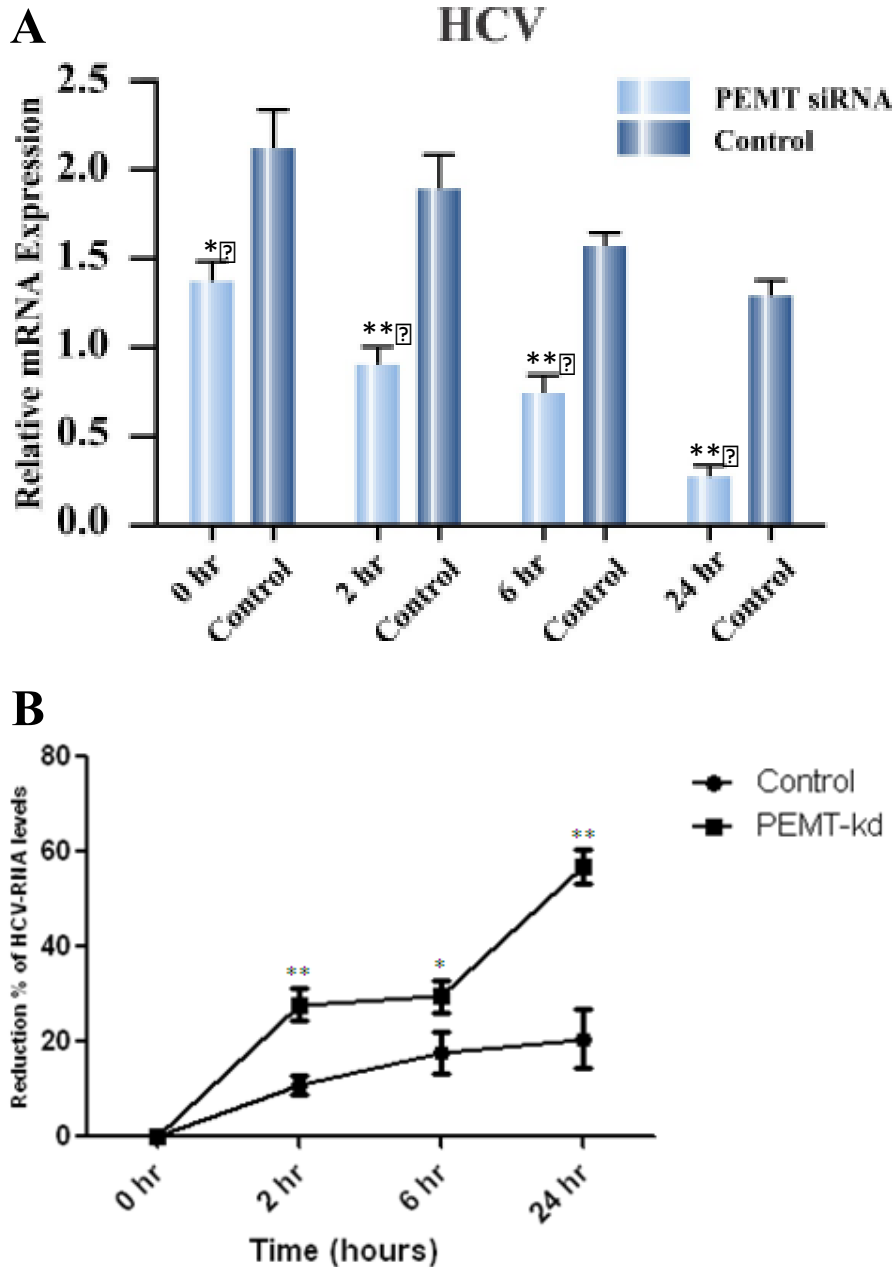 A
HCV
2.5
2.0
1.5
1.0
0.5
0.0
Relative mRNA Expression
PEMT siRNA
Control
*
**
**
**
0 hr
Control
2 hr
Control
6 hr
Control
24 hr
Control
B
80
60
40
20
0
Reduction % of HCV-RNA levels
Control
PEMT-kd
**
*
**
0 hr
2 hr
6 hr
24 hr
Time (hours)